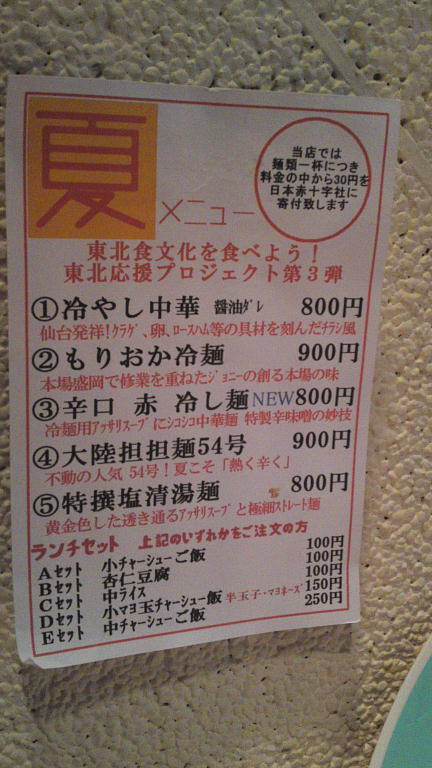 夏
メニュー
当店では
麺類一杯につき
料金の中から30円を
日本赤十字社に
寄付致します
東北食文化を食べよう！
東北応援プロジェクト第３弾
①冷やし中華 醤油ﾀﾞﾚ 800円
仙台発祥!ｸﾗｹﾞ、卵、ﾛｰｽﾊﾑ等の具材を刻んだﾁﾗｼ風
②もりおか冷麺 900円
本場盛岡で修業を重ねたｼﾞｮﾆｰの創る本場の味
③辛口 赤 冷し麺NEW800円
冷麺用ｱｯｻﾘｽｰﾌﾟにｼｺｼｺ中華麺 特製辛味噌の妙技
④大陸担担麺54号 900円
不動の人気 54号！夏こそ「熱く辛く」
⑤特撰塩清湯麺 800円
黄金色した透き通るｱｯｻﾘｽｰﾌﾟと極細ｽﾄﾚｰﾄ麺
ランチセット 上記のいずれかをご注文の方
Aセット 小チャーシューご飯 100円
Bセット 杏仁豆腐 100円
Cセット 中ライス 100円
Dセット 小マヨ玉チャーシュー飯 半玉子・マヨネーズ 150円
Eセット 中チャーシューご飯 250円